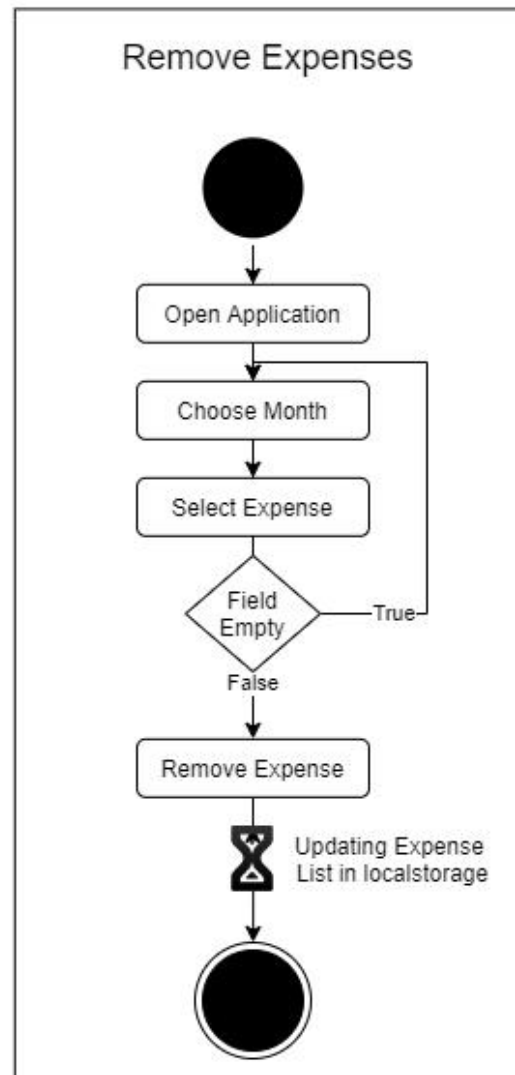 Remove Expenses
Open Application
Choose Month
Select Expense
Field
Empty
True
False
Remove Expense
Updating Expense
List in localstorage